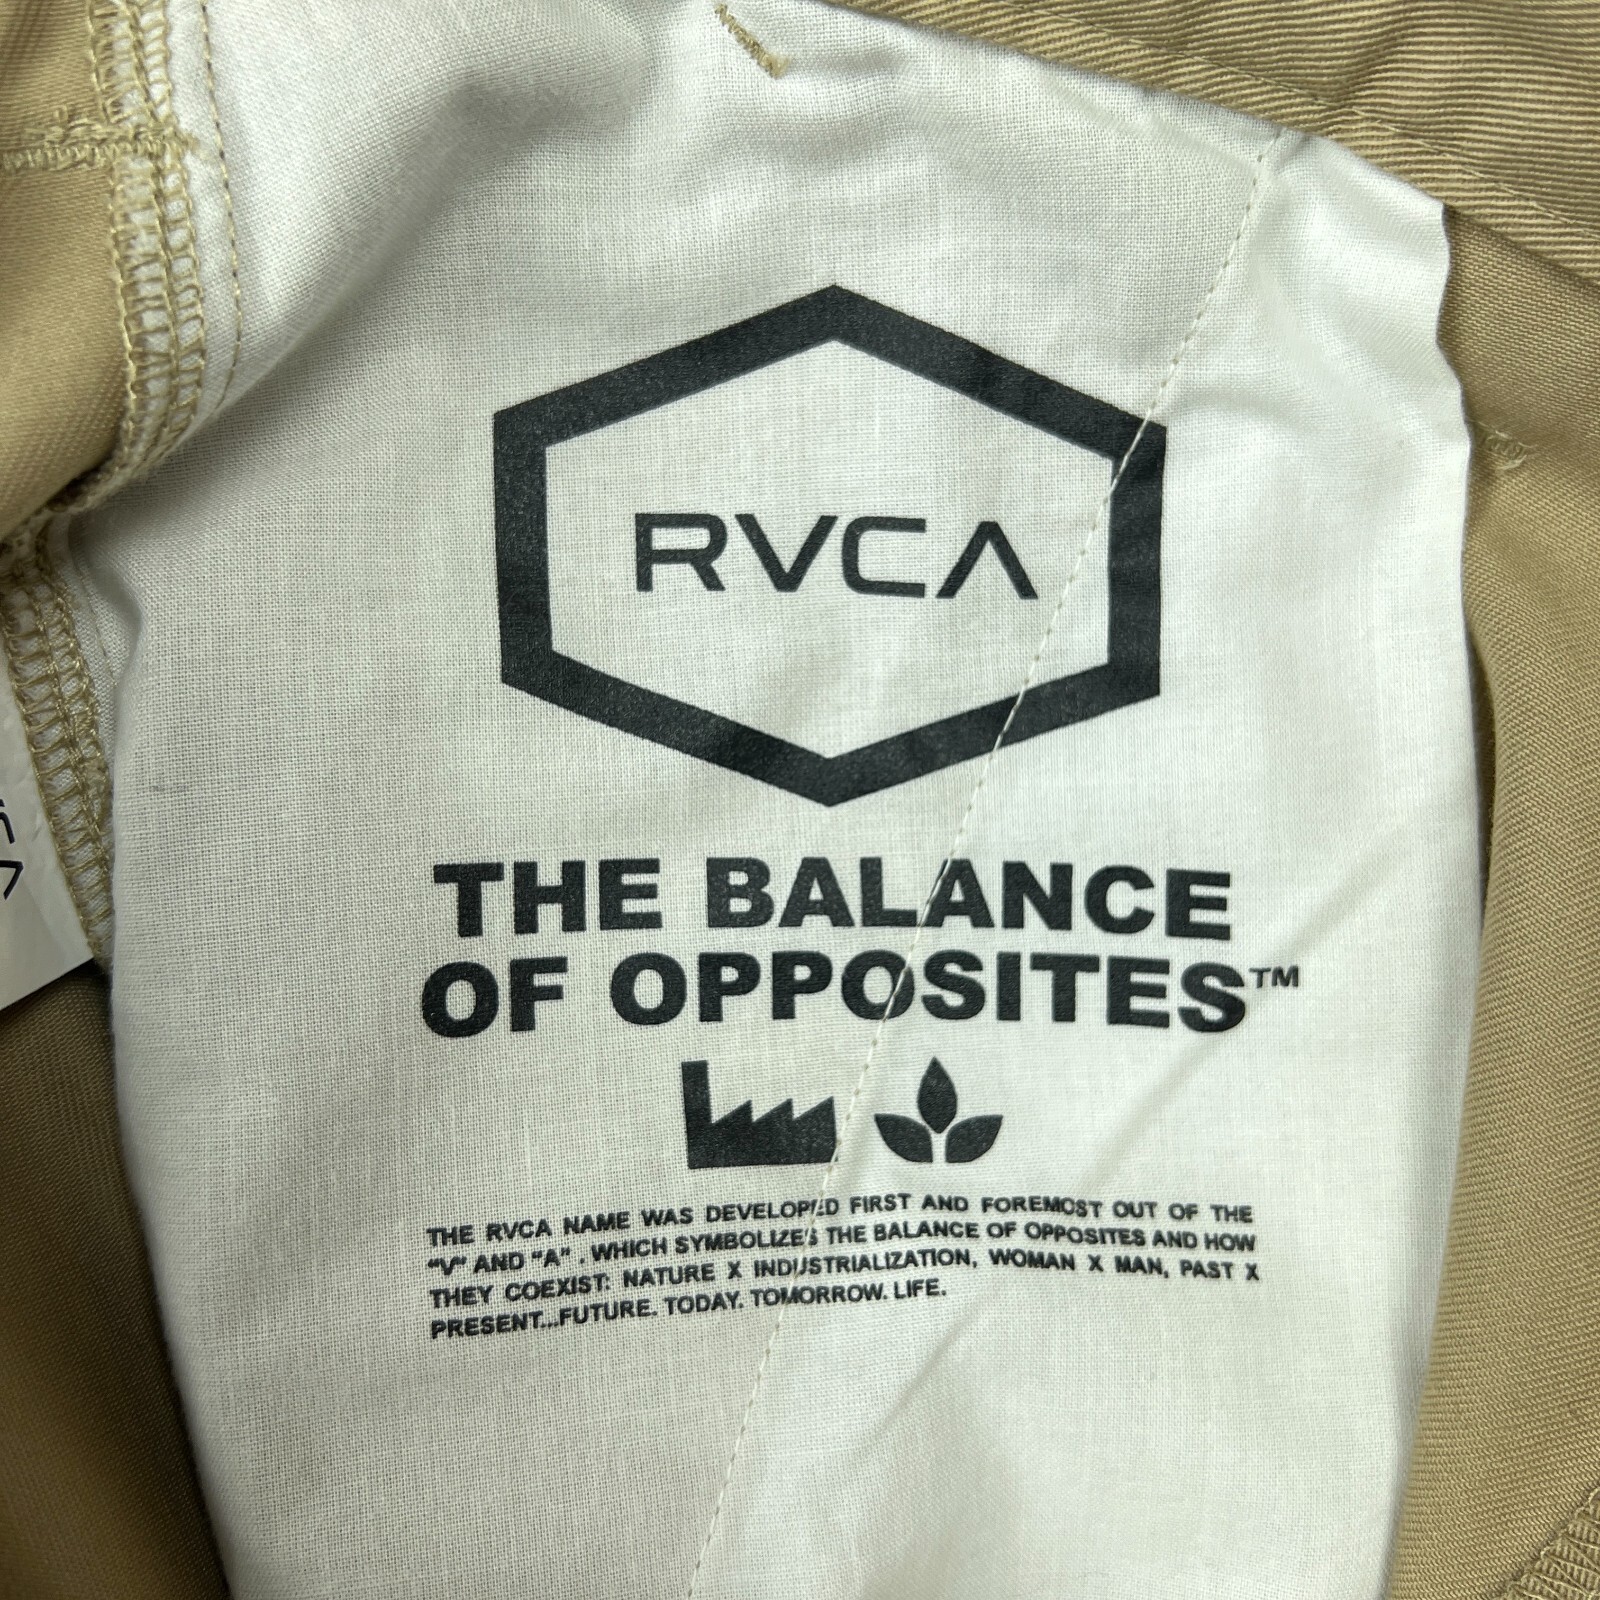 RVCA
THE BALANCE
OF OPPOSITES™
THE RVCA NAME WAS DEVELOPED FIRST AND FOREMOST OUT OF THE
“V” AND “A” . WHICH SYMBOLIZE'S THE BALANCE OF OPPOSITES AND HOW
THEY COEXIST: NATURE X INDUSTRIALIZATION, WOMAN X MAN, PAST X
PRESENT...FUTURE. TODAY. TOMORROW. LIFE.